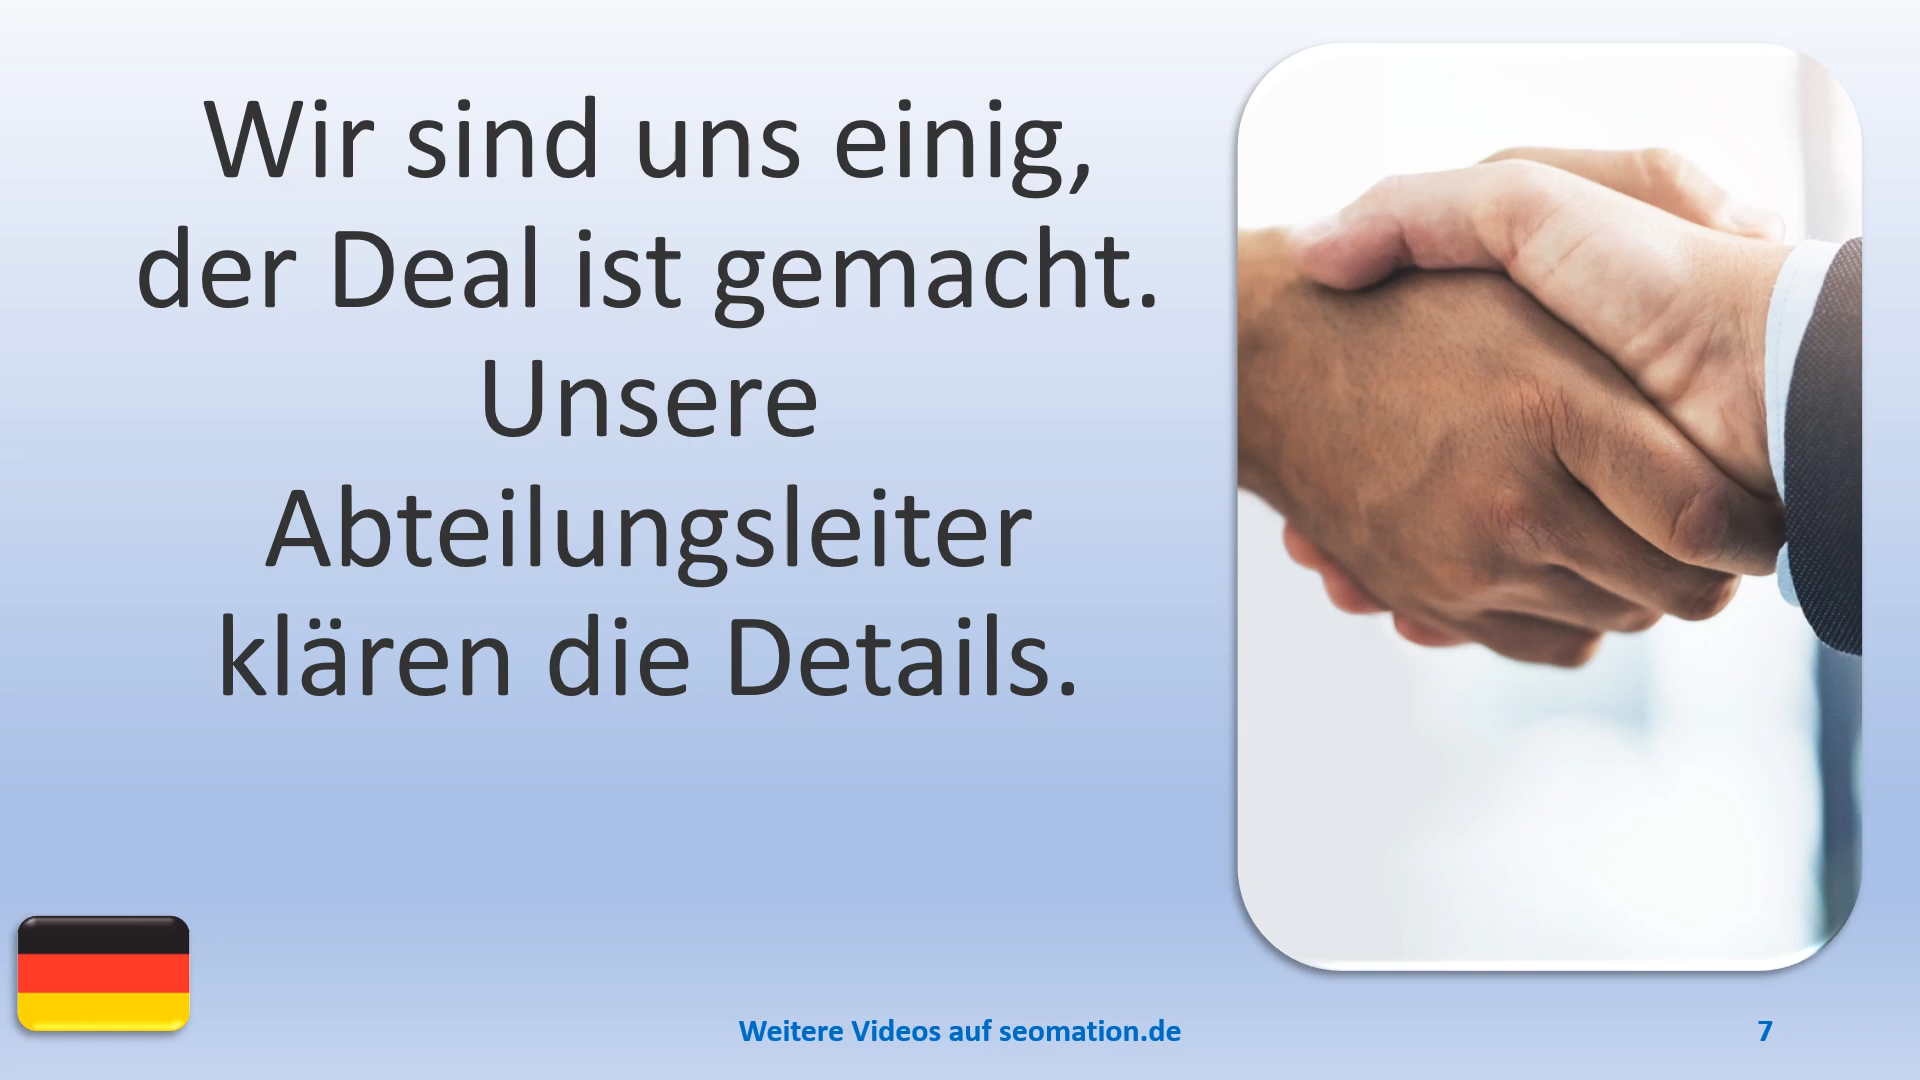 Wir sind uns einig,
der Deal ist gemacht.
Unsere
Abteilungsleiter
klären die Details.
Weitere Videos auf seomation.de
7